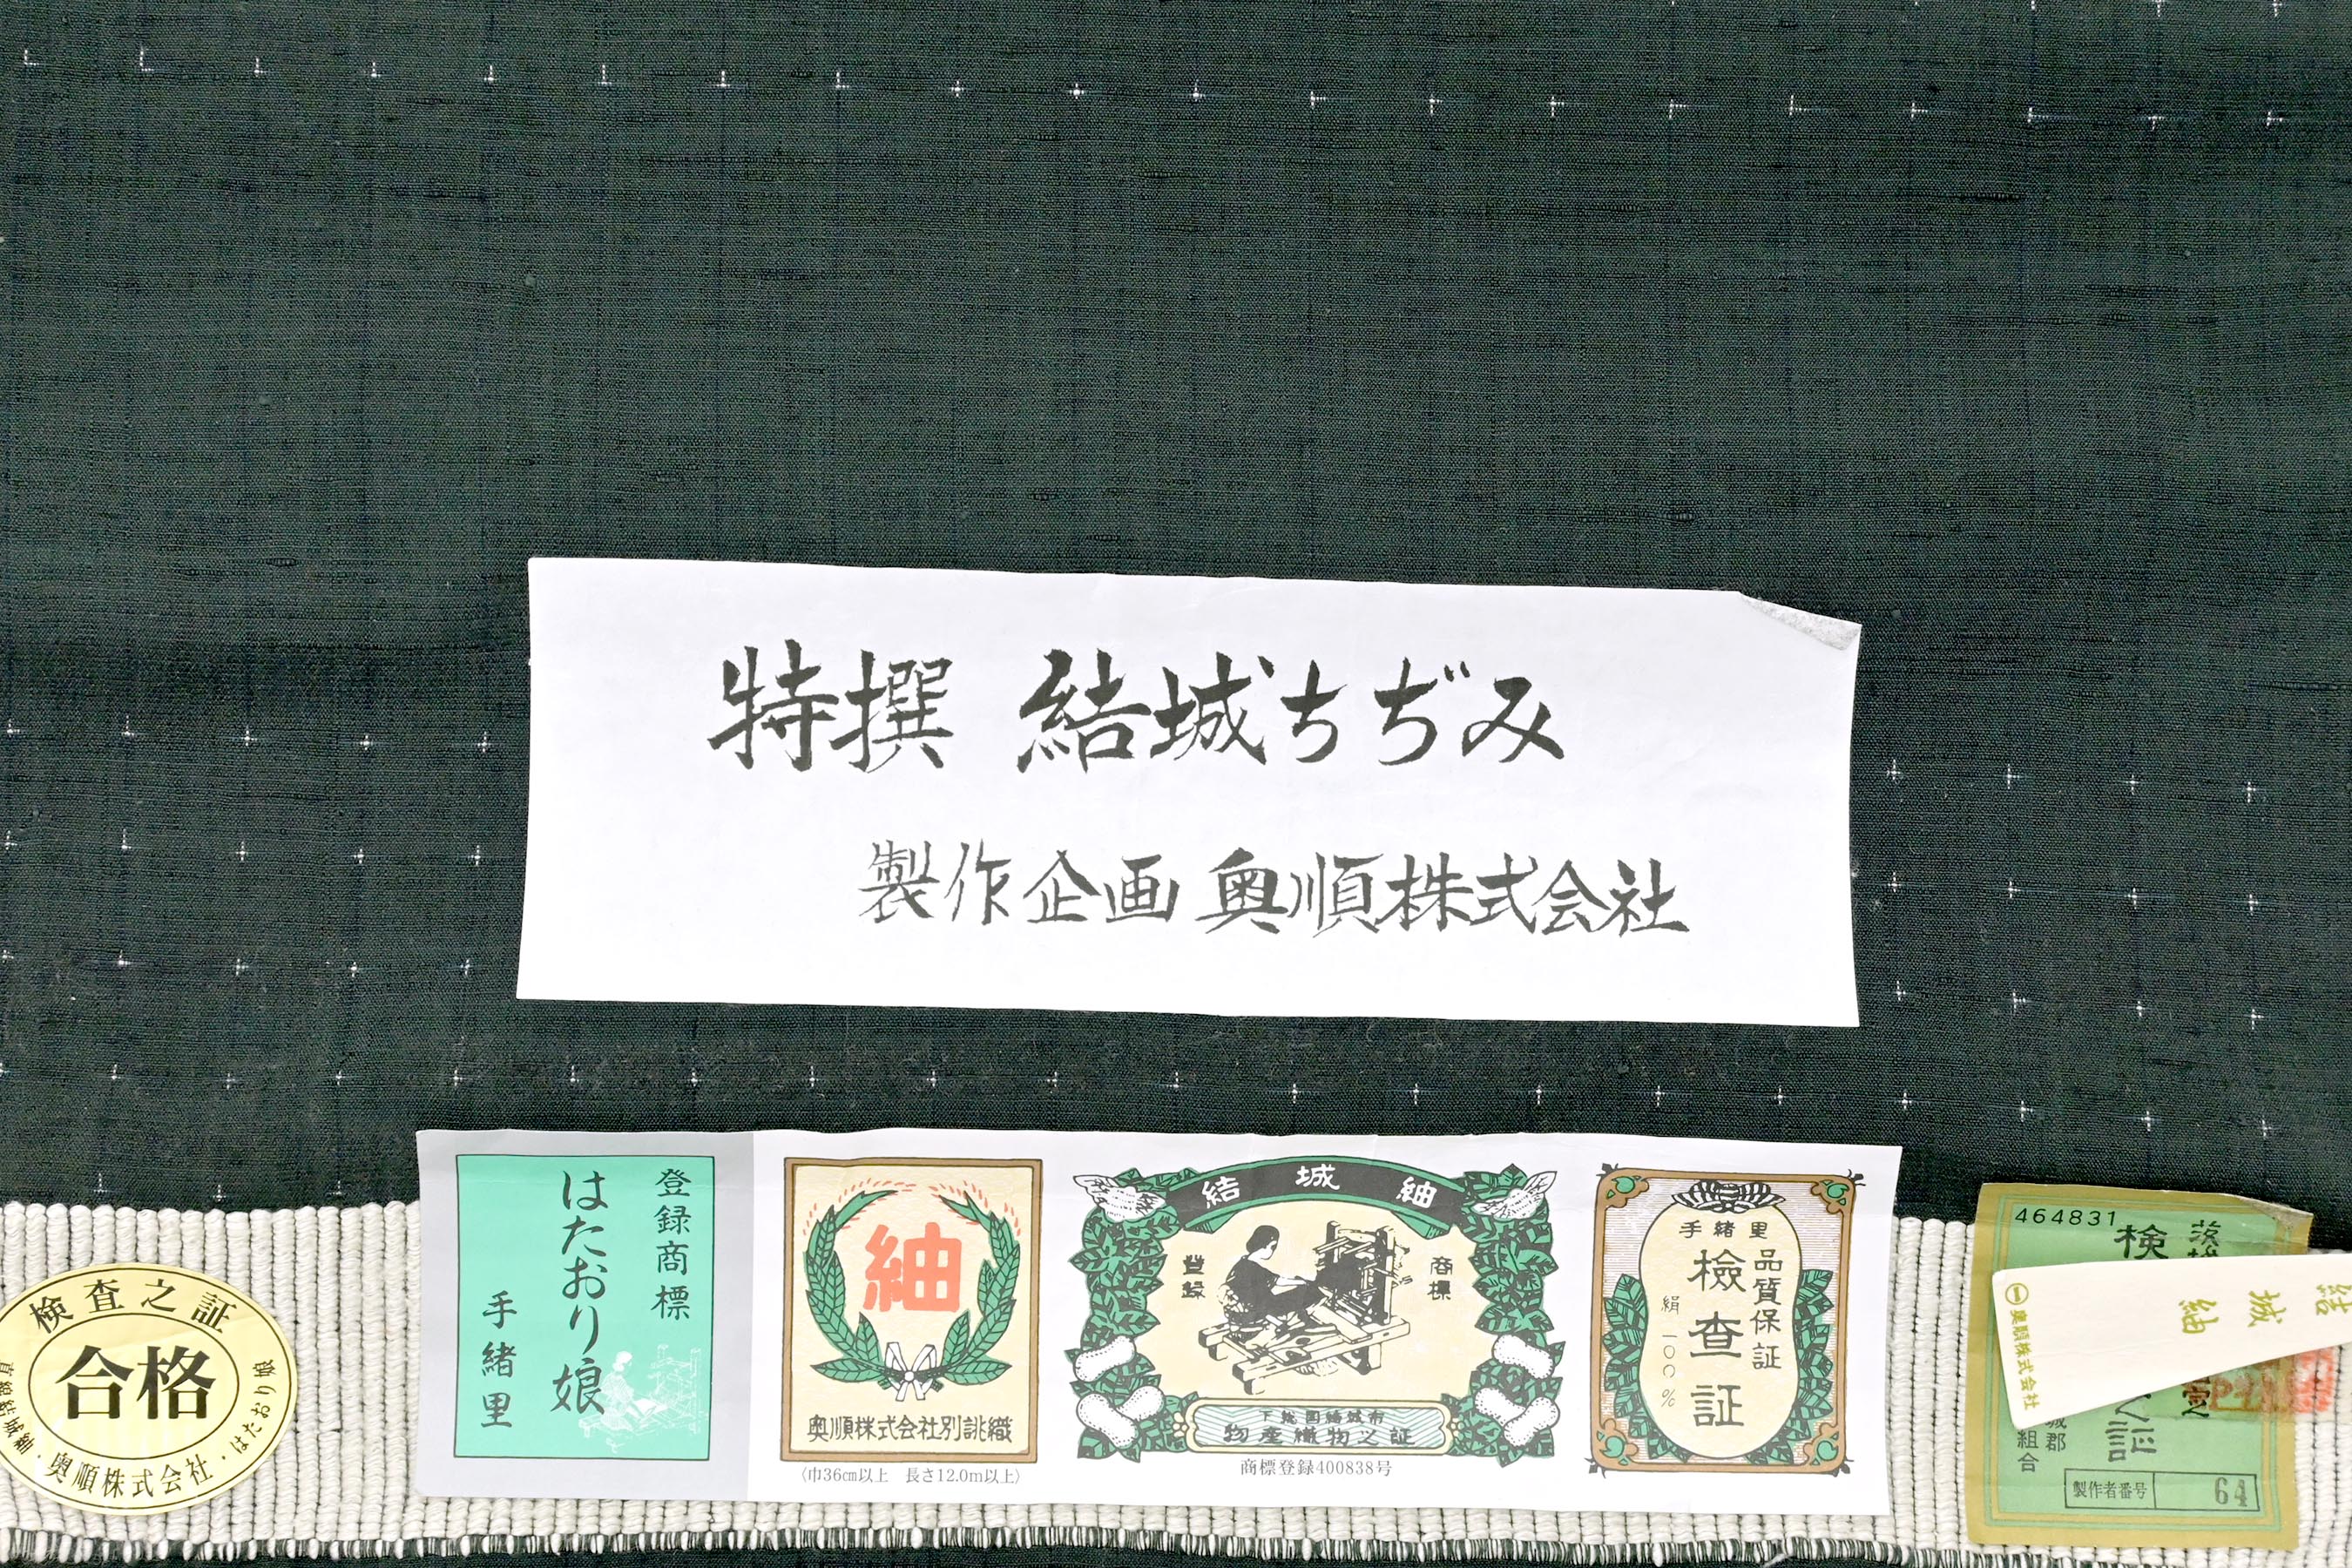 特撰 結城ちぢみ
製作企画 奥順株式会社
検査之証
合格
奥順株式会社・はたおり娘
登録商標
はたおり娘
手緒里
紬
奥順株式会社別誂織
(巾36cm以上 長さ12.0m以上)
結城紬
登録
商標
下総国結城市
物産織物之証
商標登録400838号
手緒里
品質保証
検査証
絹一〇〇%
464831
検
城郡
組合
製作者番号 64
結城紬
奥順株式会社